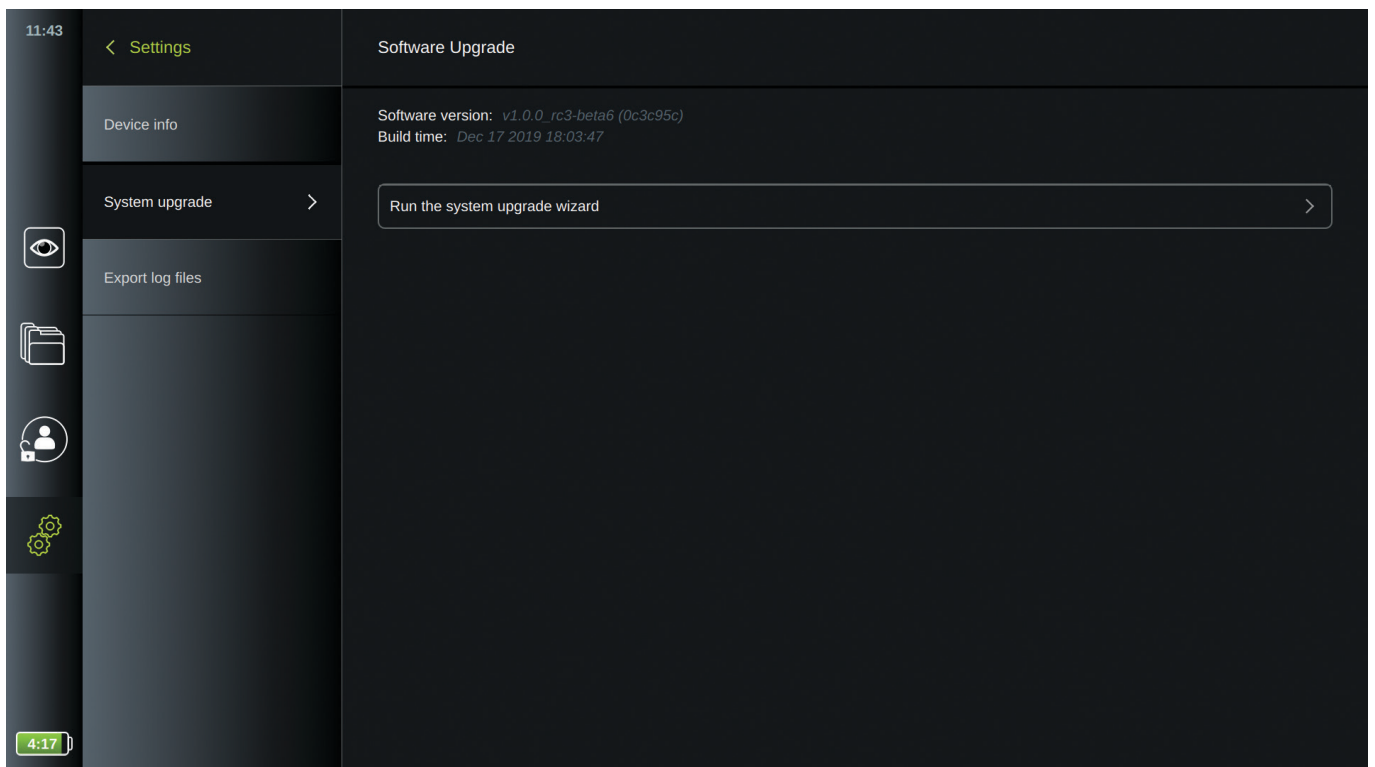 11:43
Settings
Software Upgrade
Device info
Software version: v1.0.0_rc3-beta6 (0c3c95c)
Build time: Dec 17 2019 18:03:47
System upgrade
Run the system upgrade wizard
Export log files
4:17